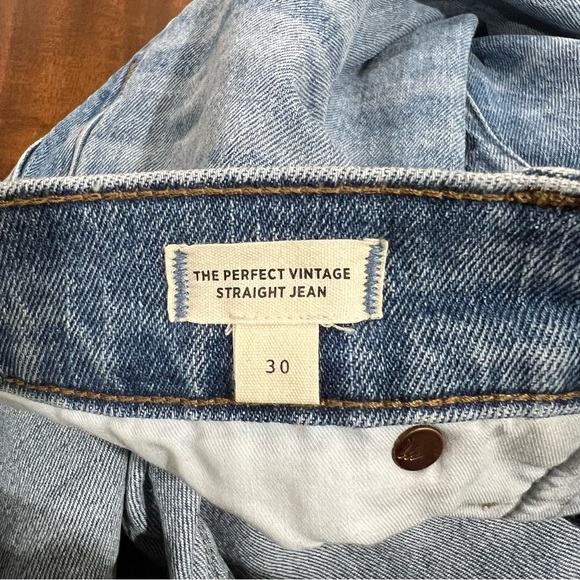 THE PERFECT VINTAGE
STRAIGHT JEAN
30